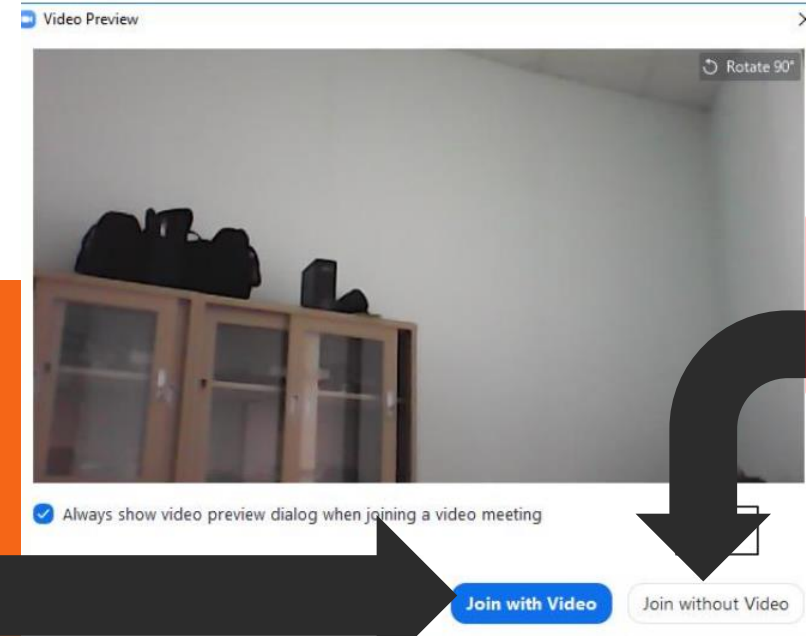 Video Preview
Rotate 90°
Always show video preview dialog when joining a video meeting
Join with Video
Join without Video